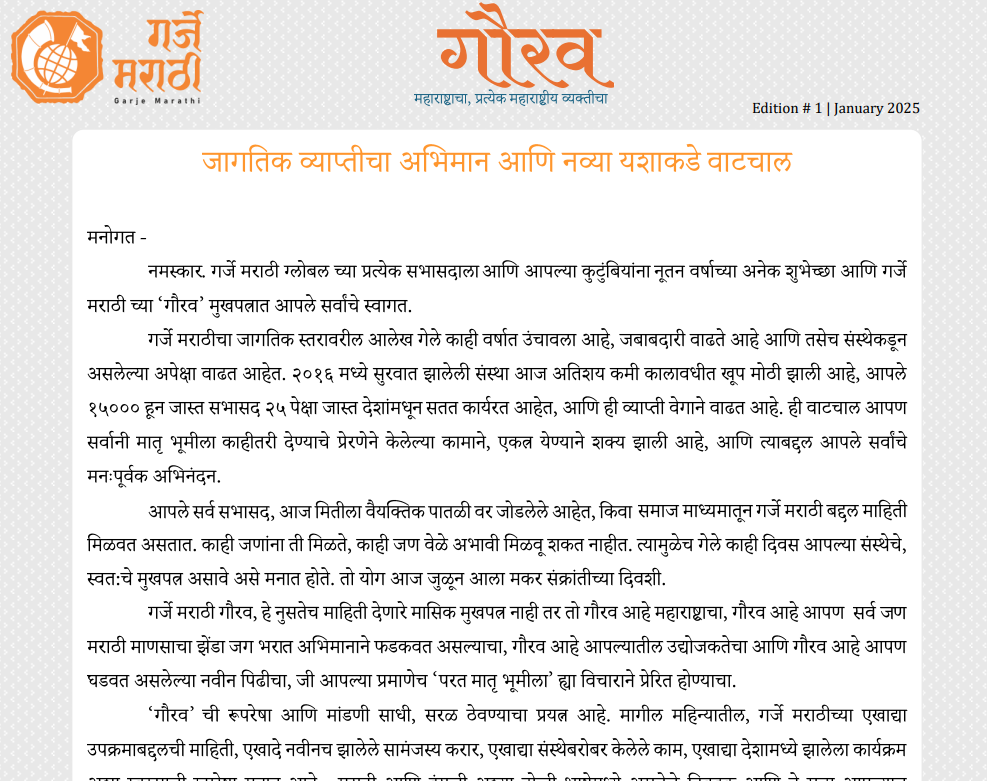 गर्जे
मराठी
Garje Marathi
गौरव
महाराष्ट्राचा, प्रत्येक महाराष्ट्रीय व्यक्तीचा
Edition # 1 | January 2025
जागतिक व्याप्तीचा अभिमान आणि नव्या यशाकडे वाटचाल
मनोगत -
नमस्कार. गर्जे मराठी ग्लोबल च्या प्रत्येक सभासदाला आणि आपल्या कुटुंबियांना नूतन वर्षाच्या अनेक शुभेच्छा आणि गर्जे
मराठी च्या ‘गौरव’ मुखपत्रात आपले सर्वांचे स्वागत.
गर्जे मराठीचा जागतिक स्तरावरील आलेख गेले काही वर्षात उंचावला आहे, जबाबदारी वाढते आहे आणि तसेच संस्थेकडून
असलेल्या अपेक्षा वाढत आहेत. २०१६ मध्ये सुरवात झालेली संस्था आज अतिशय कमी कालावधीत खूप मोठी झाली आहे, आपले
१५००० हून जास्त सभासद २५ पेक्षा जास्त देशांमधून सतत कार्यरत आहेत, आणि ही व्याप्ती वेगाने वाढत आहे. ही वाटचाल आपण
सर्वानी मातृ भूमीला काहीतरी देण्याचे प्रेरणेने केलेल्या कामाने, एकत्र येण्याने शक्य झाली आहे, आणि त्याबद्दल आपले सर्वांचे
मनःपूर्वक अभिनंदन.
आपले सर्व सभासद, आज मितीला वैयक्तिक पातळी वर जोडलेले आहेत, किवा समाज माध्यमातून गर्जे मराठी बद्दल माहिती
मिळवत असतात. काही जणांना ती मिळते, काही जण वेळे अभावी मिळवू शकत नाहीत. त्यामुळेच गेले काही दिवस आपल्या संस्थेचे,
स्वत:चे मुखपत्र असावे असे मनात होते. तो योग आज जुळून आला मकर संक्रांतीच्या दिवशी.
गर्जे मराठी गौरव, हे नुसतेच माहिती देणारे मासिक मुखपत्र नाही तर तो गौरव आहे महाराष्ट्राचा, गौरव आहे आपण सर्व जण
मराठी माणसाचा झेंडा जग भरात अभिमानाने फडकवत असल्याचा, गौरव आहे आपल्यातील उद्योजकतेचा आणि गौरव आहे आपण
घडवत असलेल्या नवीन पिढीचा, जी आपल्या प्रमाणेच ‘परत मातृ भूमीला’ ह्या विचाराने प्रेरित होण्याचा.
‘गौरव’ ची रूपरेषा आणि मांडणी साधी, सरळ ठेवण्याचा प्रयत्न आहे. मागील महिन्यातील, गर्जे मराठीच्या एखाद्या
उपक्रमाबद्दलची माहिती, एखादे नवीनच झालेले सामंजस्य करार, एखाद्या संस्थेबरोबर केलेले काम, एखाद्या देशामध्ये झालेला कार्यक्रम